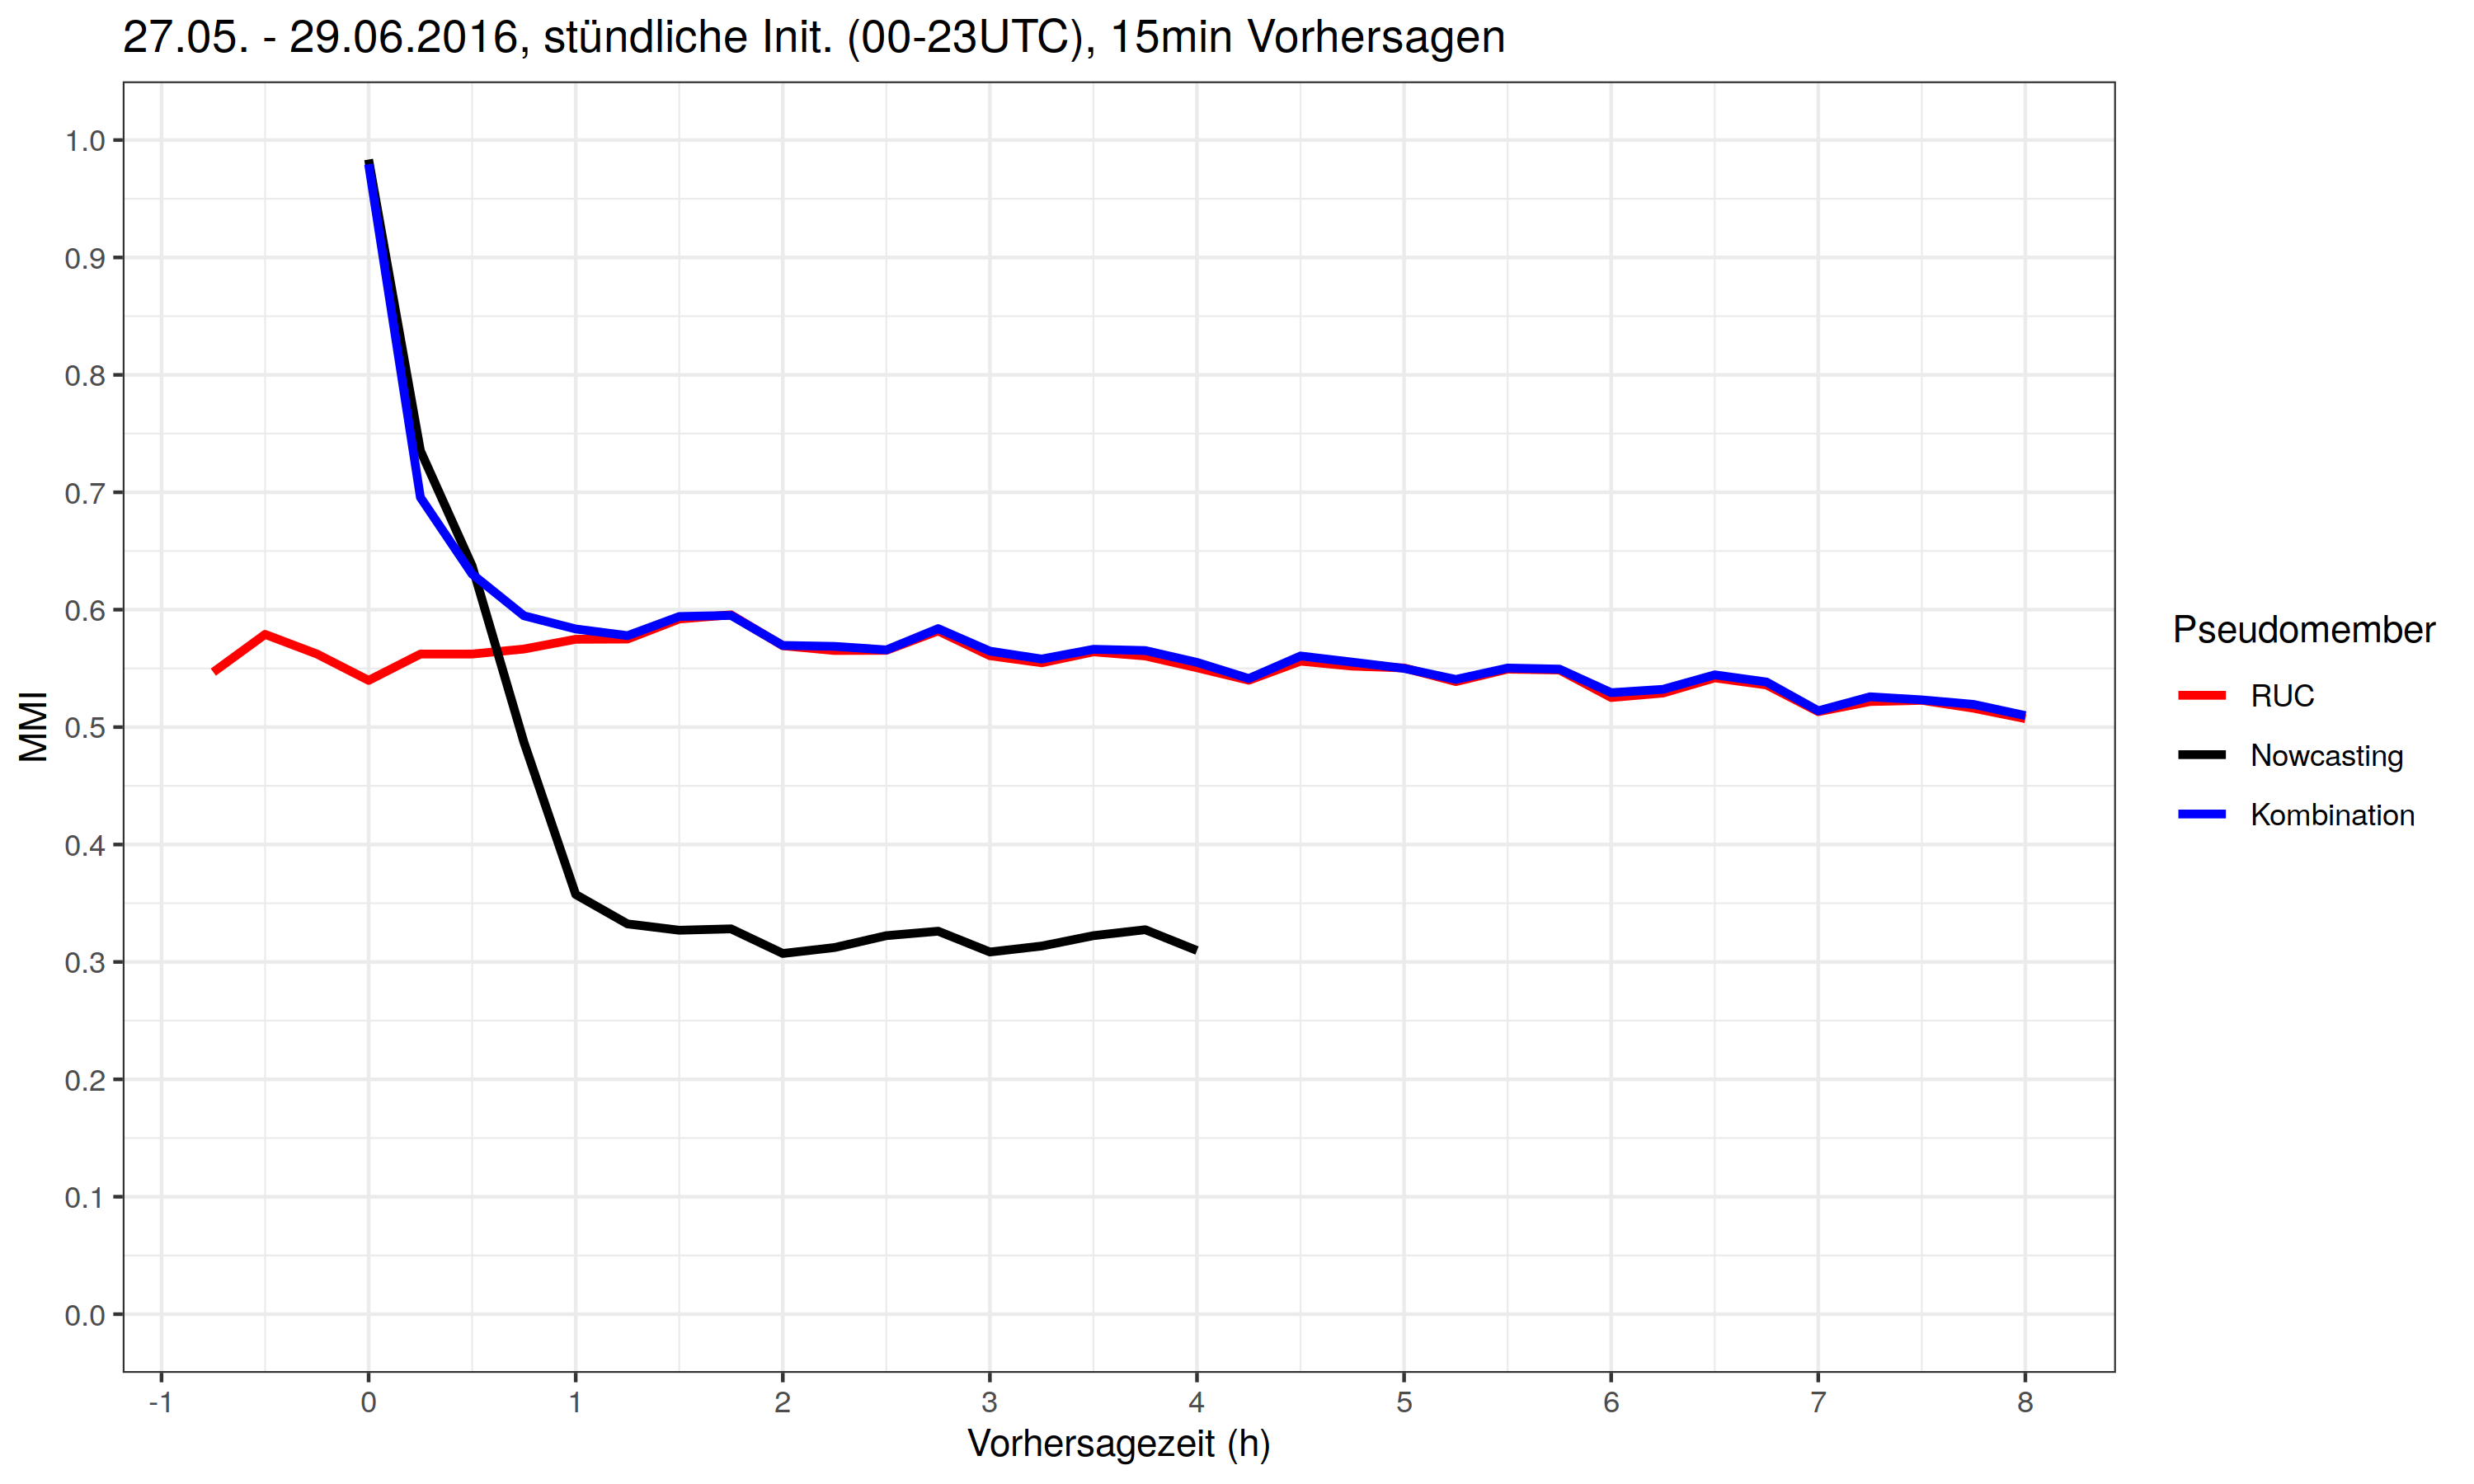 27.05. - 29.06.2016, stündliche Init. (00-23UTC), 15min Vorhersagen
MMI
1.0
0.9
0.8
0.7
0.6
0.5
0.4
0.3
0.2
0.1
0.0
-1 0 1 2 3 4 5 6 7 8
Vorhersagezeit (h)
Pseudomember
RUC
Nowcasting
Kombination